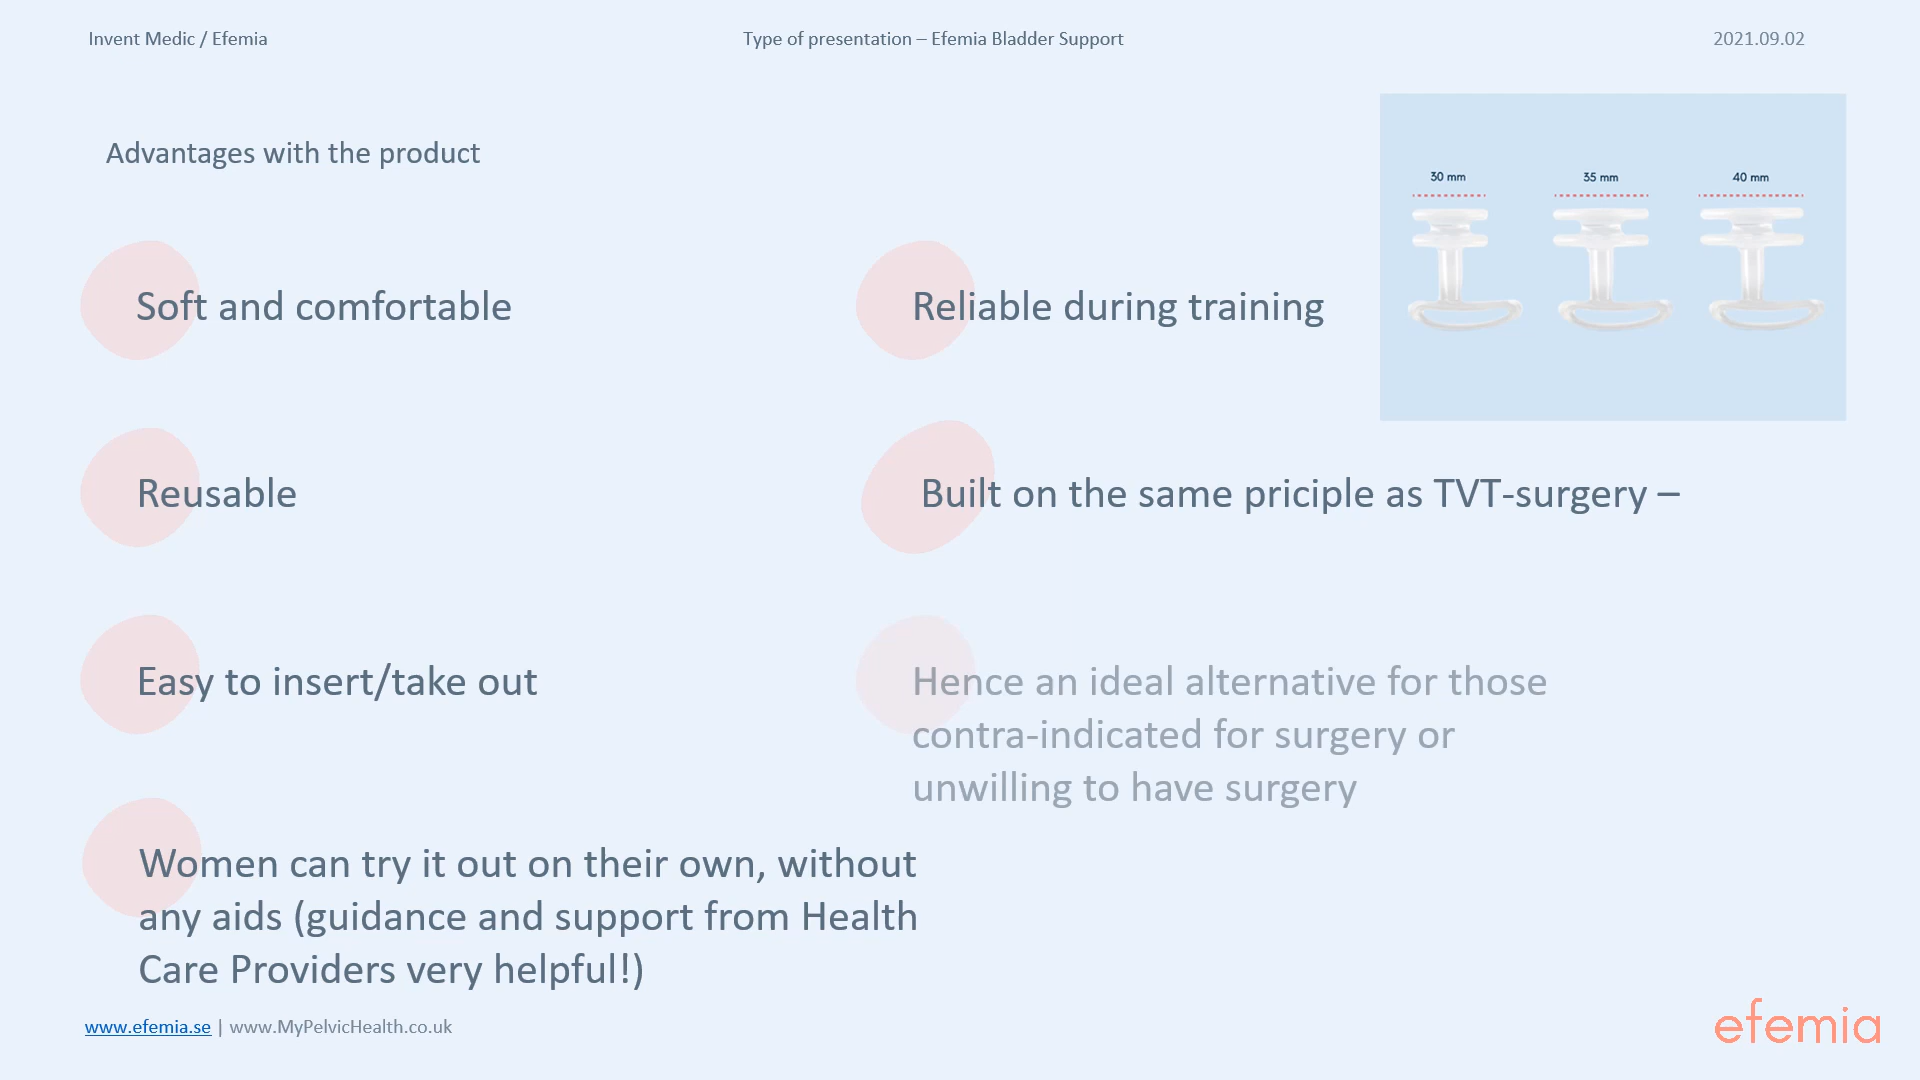 Invent Medic / Efemia
Type of presentation – Efemia Bladder Support
2021.09.02
Advantages with the product
30 mm
35 mm
40 mm
Soft and comfortable
Reusable
Easy to insert/take out
Women can try it out on their own, without
any aids (guidance and support from Health
Care Providers very helpful!)
Reliable during training
Built on the same priciple as TVT-surgery –
Hence an ideal alternative for those
contra-indicated for surgery or
unwilling to have surgery
www.efemia.se | www.MyPelvicHealth.co.uk
efemia